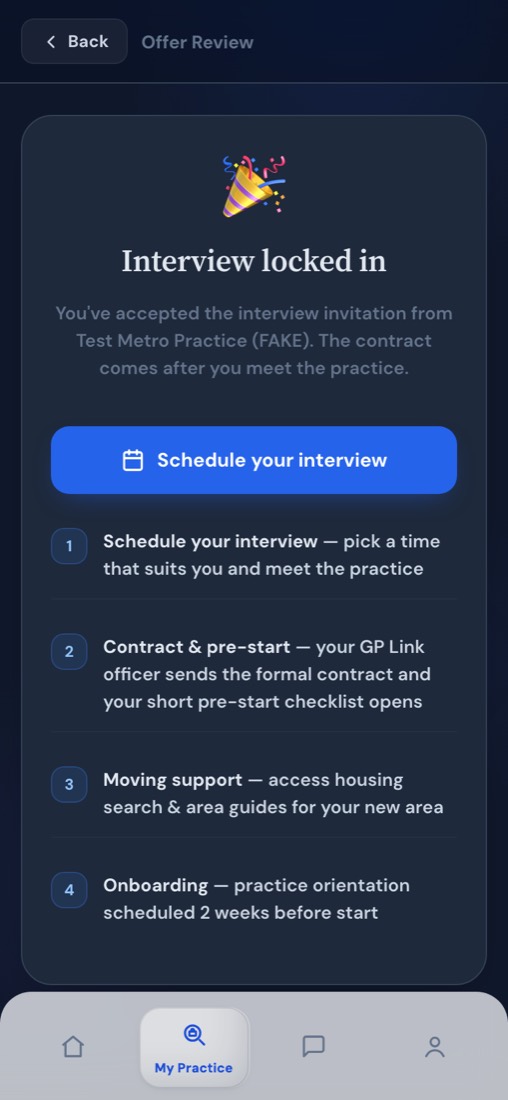 Back
Offer Review
Interview locked in
You've accepted the interview invitation from
Test Metro Practice (FAKE). The contract
comes after you meet the practice.
Schedule your interview
1
Schedule your interview — pick a time
that suits you and meet the practice
2
Contract & pre-start — your GP Link
officer sends the formal contract and
your short pre-start checklist opens
3
Moving support — access housing
search & area guides for your new area
4
Onboarding — practice orientation
scheduled 2 weeks before start
My Practice